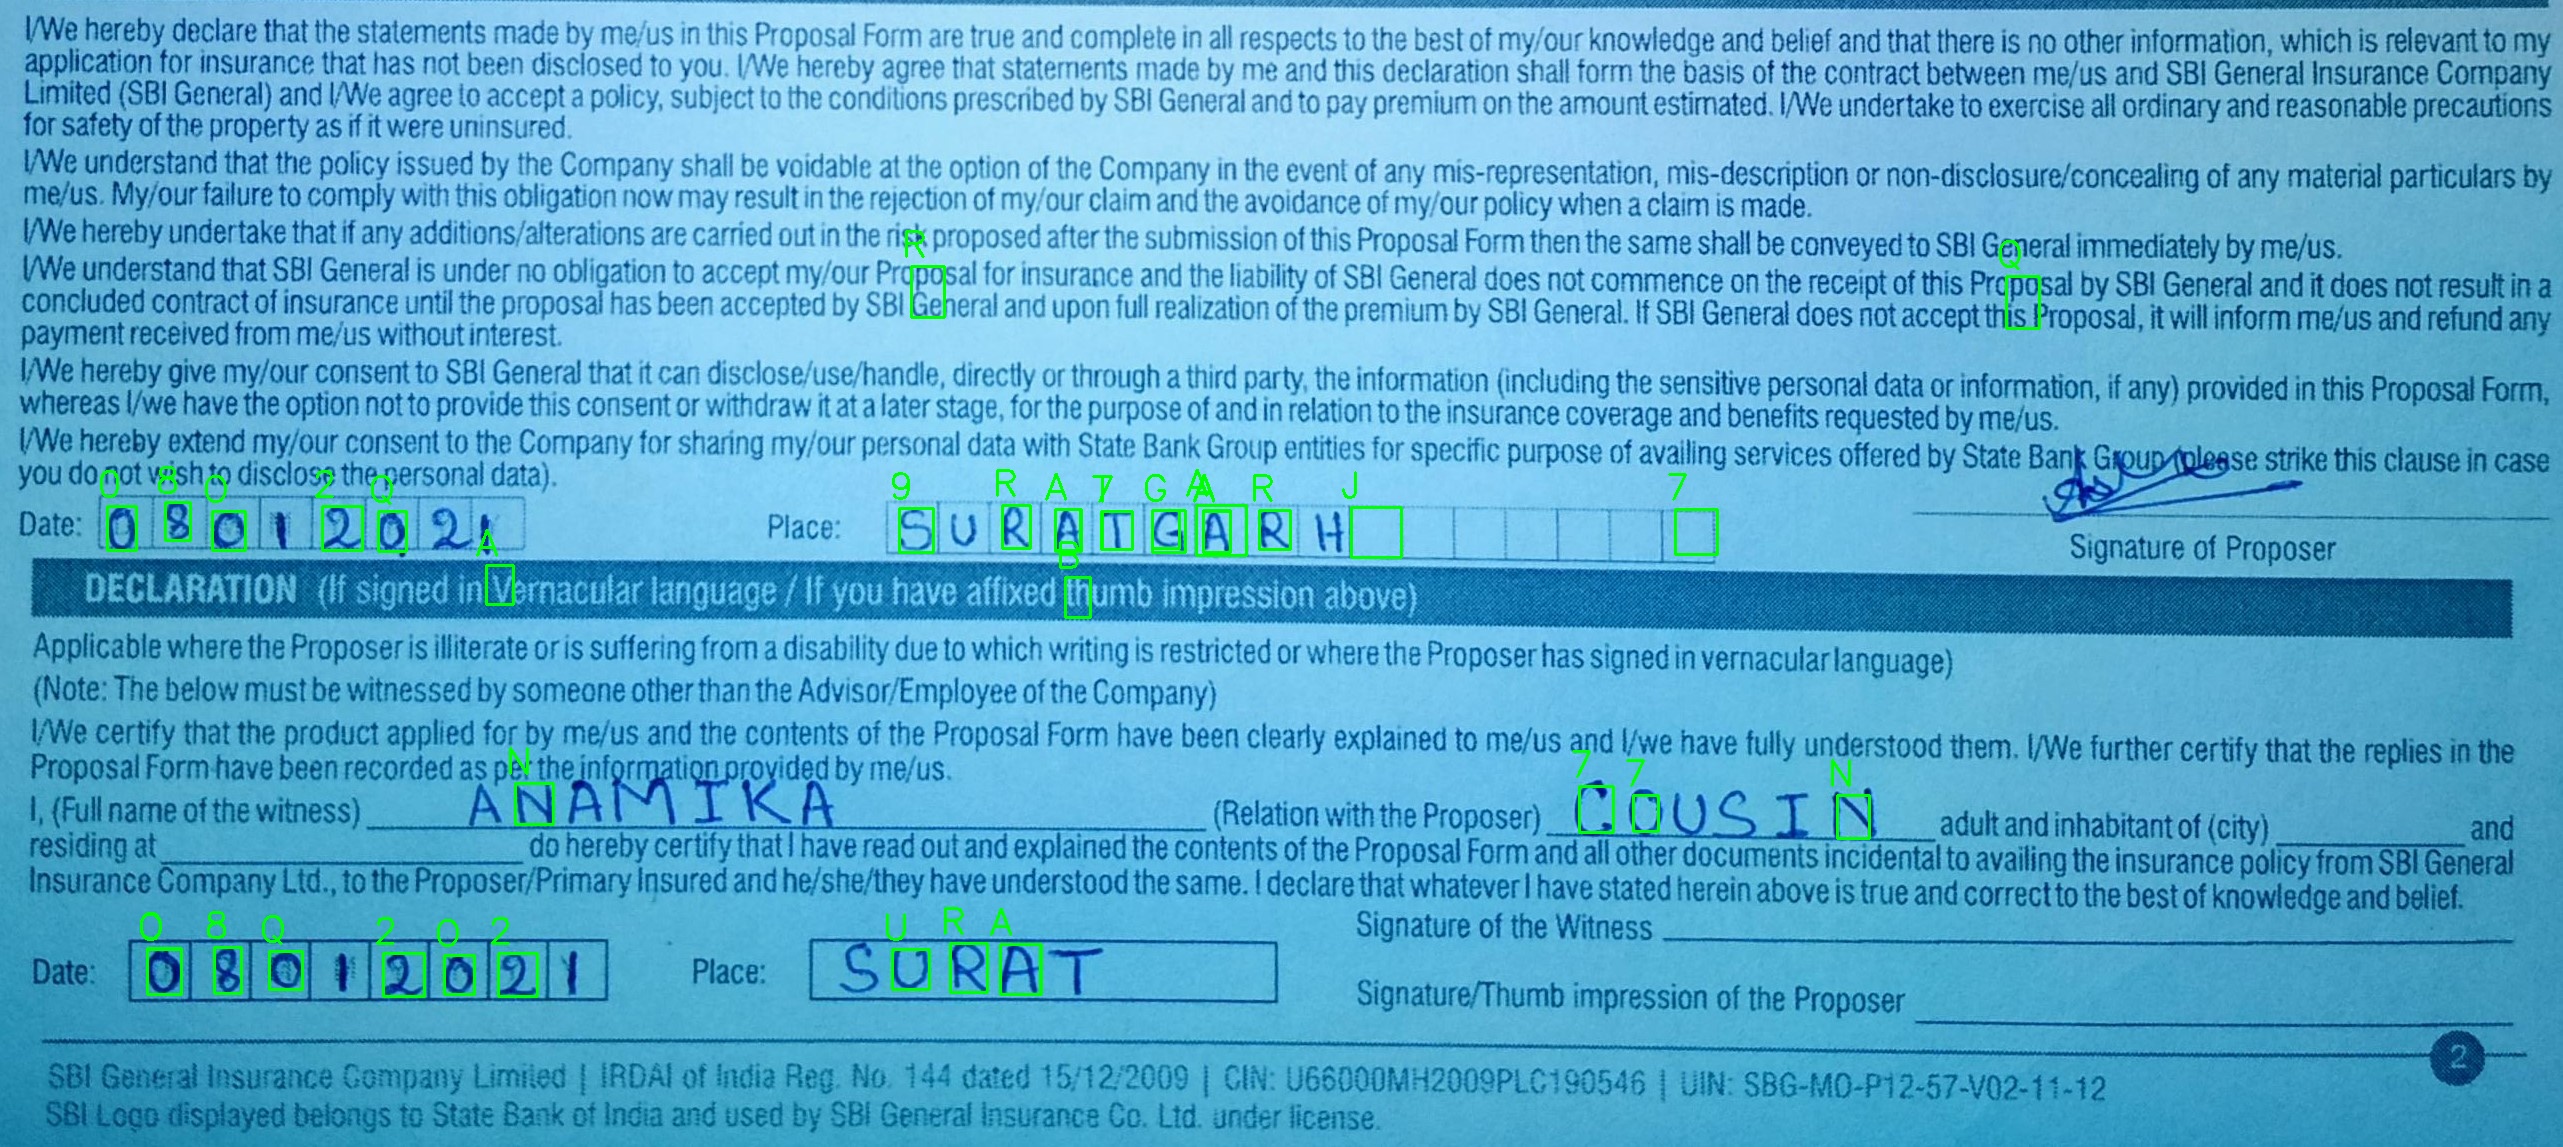 I/We hereby declare that the statements made by me/us in this Proposal Form are true and complete in all respects to the best of my/our knowledge and belief and that there is no other information, which is relevant to my
application for insurance that has not been disclosed to you. I/We hereby agree that statements made by me and this declaration shall form the basis of the contract between me/us and SBI General Insurance Company
Limited (SBI General) and I/We agree to accept a policy, subject to the conditions prescribed by SBI General and to pay premium on the amount estimated. I/We undertake to exercise all ordinary and reasonable precautions
for safety of the property as if it were uninsured.
I/We understand that the policy issued by the Company shall be voidable at the option of the Company in the event of any mis-representation, mis-description or non-disclosure/concealing of any material particulars by
me/us. My/our failure to comply with this obligation now may result in the rejection of my/our claim and the avoidance of my/our policy when a claim is made.
I/We hereby undertake that if any additions/alterations are carried out in the risk proposed after the submission of this Proposal Form then the same shall be conveyed to SBI General immediately by me/us.
R Q
I/We understand that SBI General is under no obligation to accept my/our Proposal for insurance and the liability of SBI General does not commence on the receipt of this Proposal by SBI General and it does not result in a
concluded contract of insurance until the proposal has been accepted by SBI General and upon full realization of the premium by SBI General. If SBI General does not accept this Proposal, it will inform me/us and refund any
payment received from me/us without interest.
I/We hereby give my/our consent to SBI General that it can disclose/use/handle, directly or through a third party, the information (including the sensitive personal data or information, if any) provided in this Proposal Form,
whereas I/we have the option not to provide this consent or withdraw it at a later stage, for the purpose of and in relation to the insurance coverage and benefits requested by me/us.
I/We hereby extend my/our consent to the Company for sharing my/our personal data with State Bank Group entities for specific purpose of availing services offered by State Bank Group (please strike this clause in case
you do not wish to disclose the personal data).
0 8 0 2 Q 9 R A T G A A R J 7
Date: 08012021 Place: SURATGARH
Signature of Proposer
A B
DECLARATION (If signed in Vernacular language / If you have affixed thumb impression above)
Applicable where the Proposer is illiterate or is suffering from a disability due to which writing is restricted or where the Proposer has signed in vernacular language)
(Note: The below must be witnessed by someone other than the Advisor/Employee of the Company)
I/We certify that the product applied for by me/us and the contents of the Proposal Form have been clearly explained to me/us and I/we have fully understood them. I/We further certify that the replies in the
Proposal Form have been recorded as per the information provided by me/us.
N 7 7 N
I, (Full name of the witness) ANAMIKA (Relation with the Proposer) COUSIN adult and inhabitant of (city) and
residing at do hereby certify that I have read out and explained the contents of the Proposal Form and all other documents incidental to availing the insurance policy from SBI General
Insurance Company Ltd., to the Proposer/Primary Insured and he/she/they have understood the same. I declare that whatever I have stated herein above is true and correct to the best of knowledge and belief.
0 8 Q 2 0 2 U R A
Signature of the Witness
Date: 08012021 Place: SURAT
Signature/Thumb impression of the Proposer
2
SBI General Insurance Company Limited | IRDAI of India Reg. No. 144 dated 15/12/2009 | CIN: U66000MH2009PLC190546 | UIN: SBG-MO-P12-57-V02-11-12
SBI Logo displayed belongs to State Bank of India and used by SBI General Insurance Co. Ltd. under license.